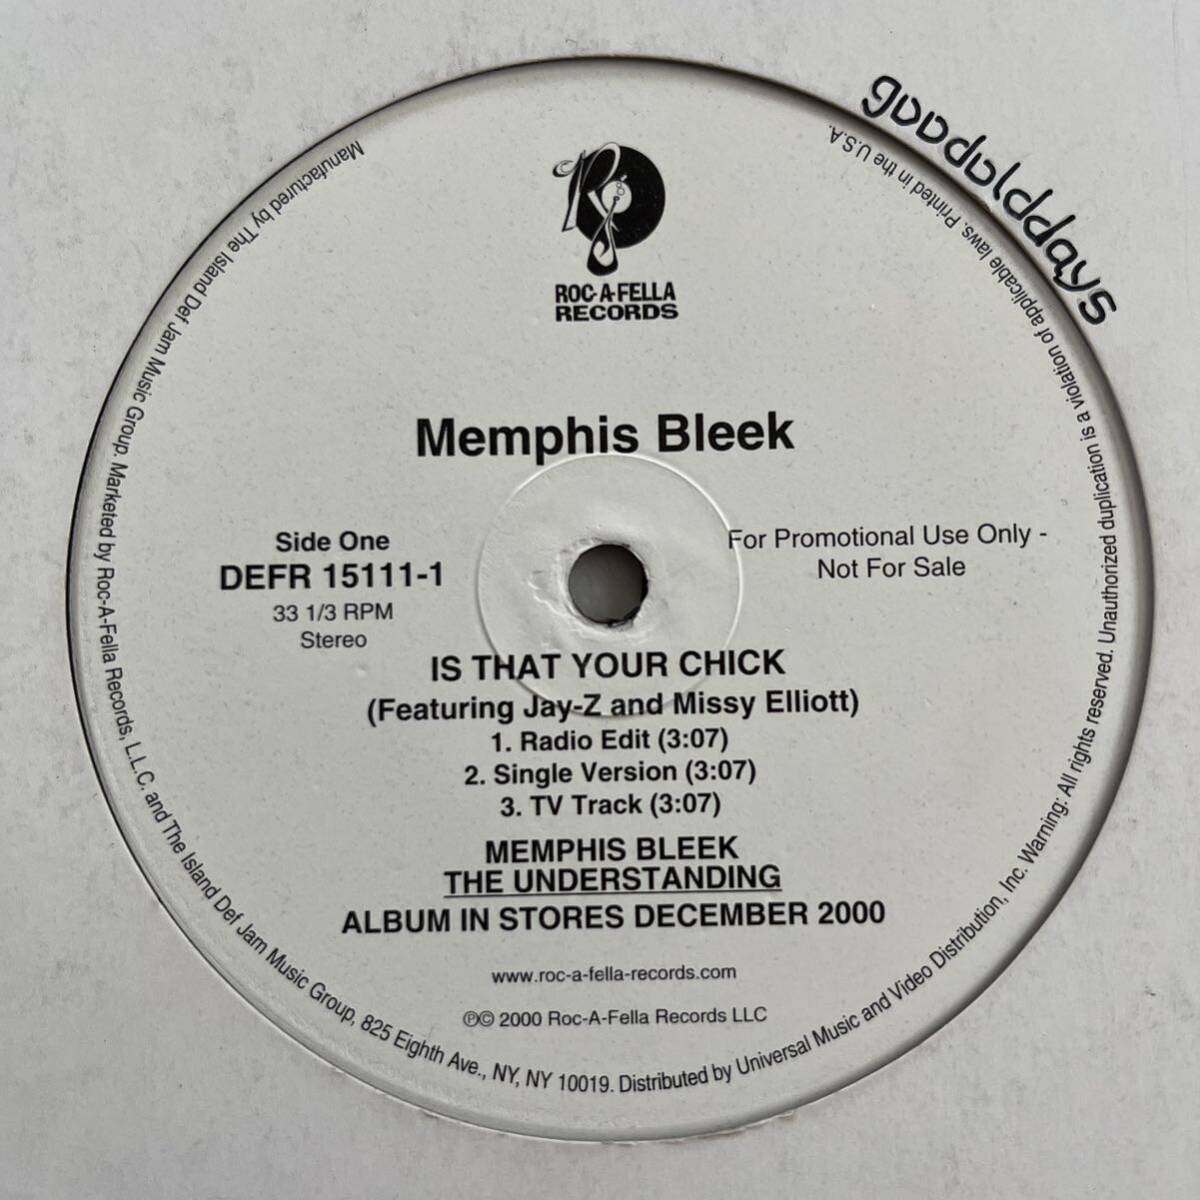 goodolddays
ROC-A-FELLA
RECORDS
Memphis Bleek
Side One
DEFR 15111-1
33 1/3 RPM
Stereo
For Promotional Use Only -
Not For Sale
IS THAT YOUR CHICK
(Featuring Jay-Z and Missy Elliott)
1. Radio Edit (3:07)
2. Single Version (3:07)
3. TV Track (3:07)
MEMPHIS BLEEK
THE UNDERSTANDING
ALBUM IN STORES DECEMBER 2000
www.roc-a-fella-records.com
℗© 2000 Roc-A-Fella Records LLC
Manufactured by The Island Def Jam Music Group. Marketed by Roc-A-Fella Records, L.L.C. and The Island Def Jam Music Group, 825 Eighth Ave., NY, NY 10019. Distributed by Universal Music and Video Distribution, Inc. Warning: All rights reserved. Unauthorized duplication is a violation of applicable laws. Printed in the U.S.A.